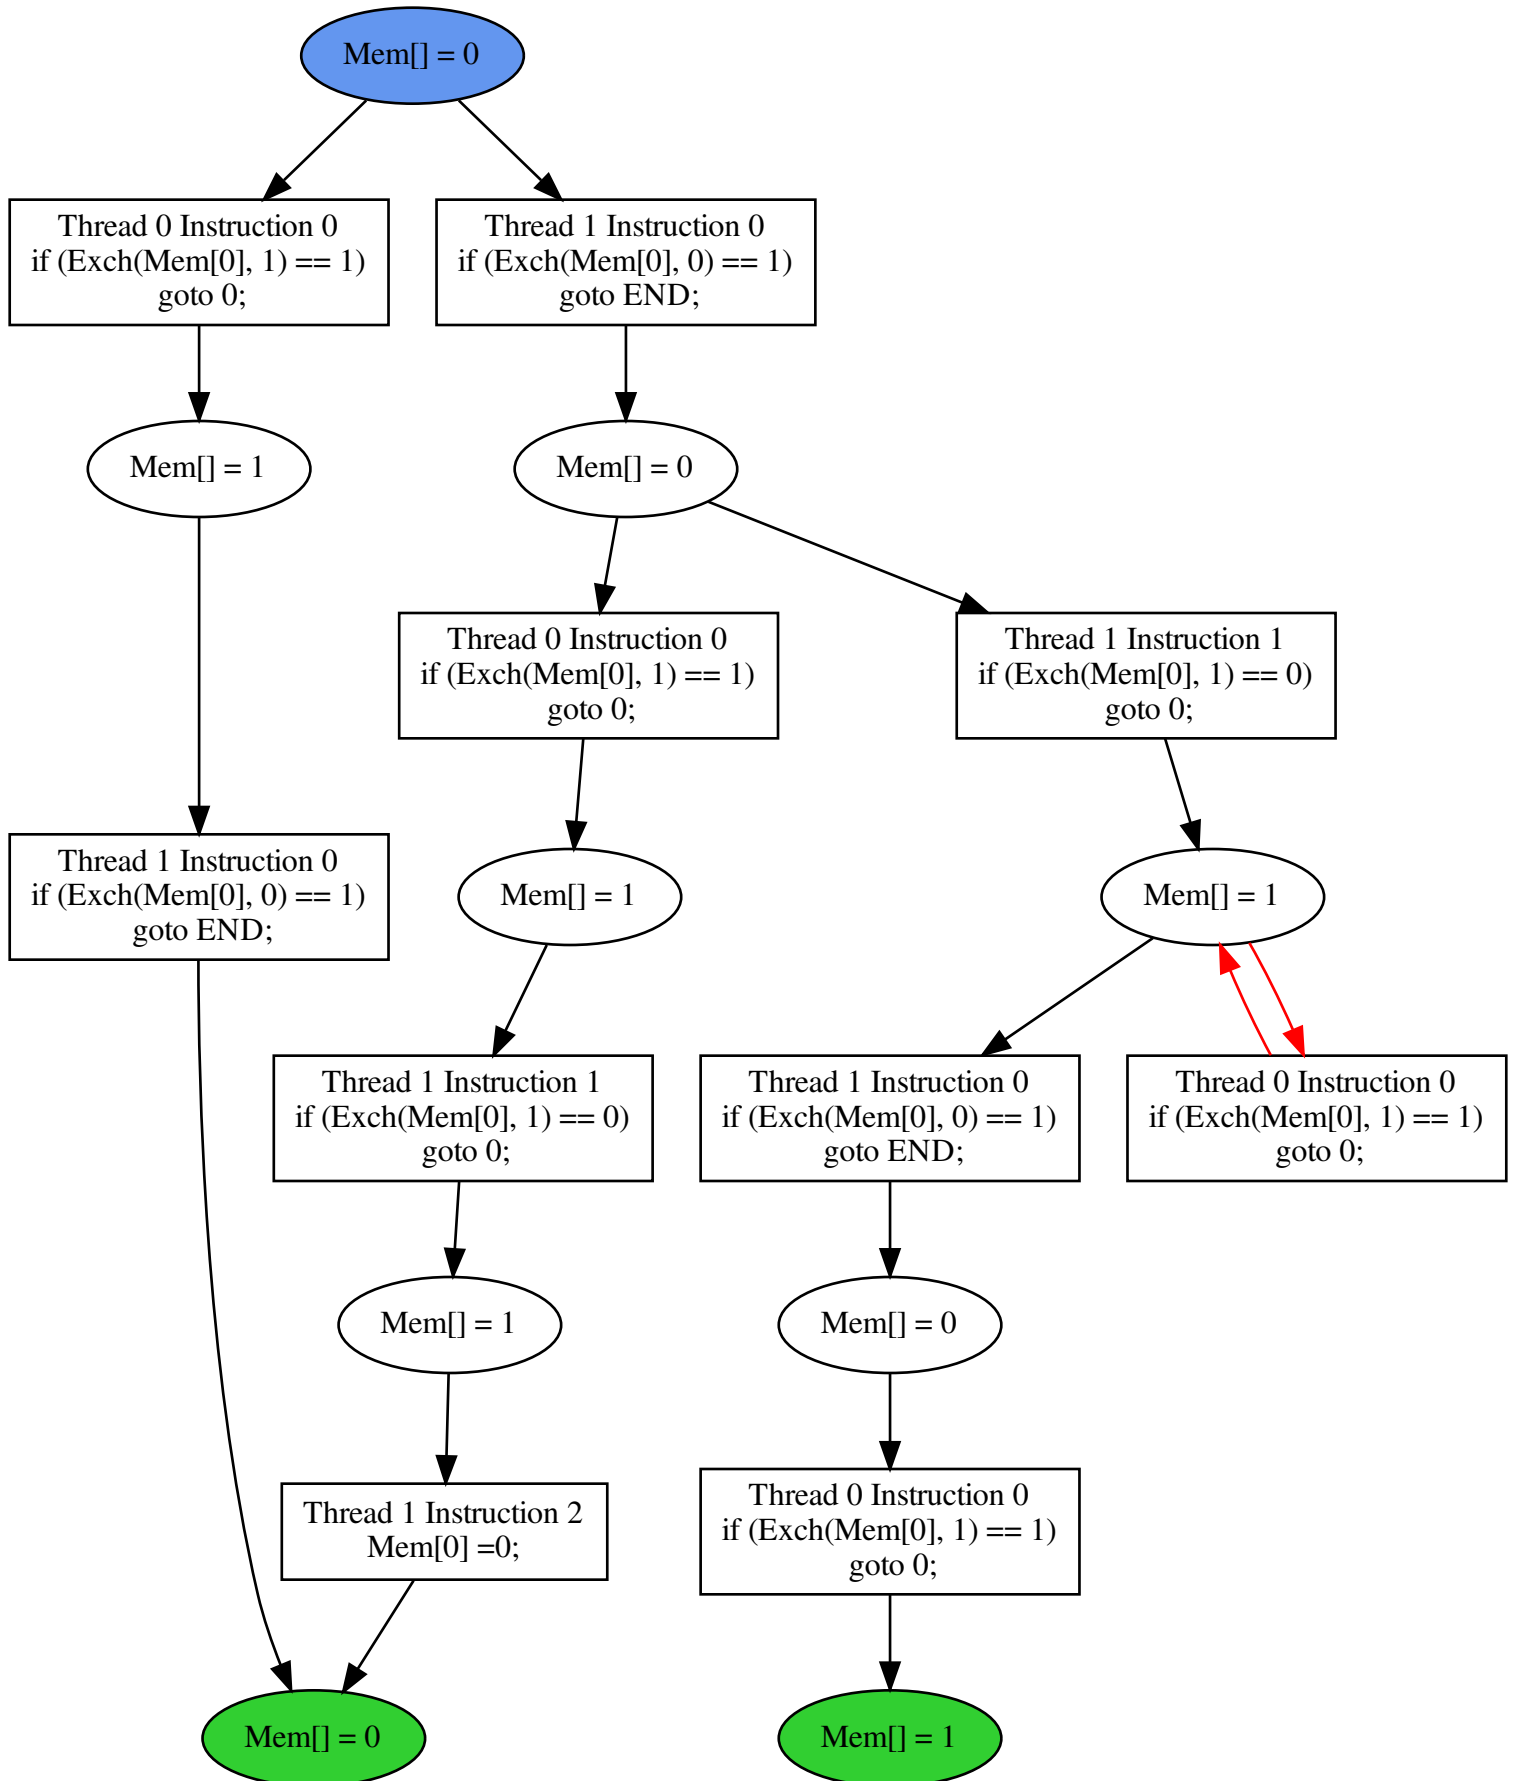 Mem[] = 0
Thread 0 Instruction 0
if (Exch(Mem[0], 1) == 1)
goto 0;
Thread 1 Instruction 0
if (Exch(Mem[0], 0) == 1)
goto END;
Mem[] = 1
Mem[] = 0
Thread 0 Instruction 0
if (Exch(Mem[0], 1) == 1)
goto 0;
Thread 1 Instruction 1
if (Exch(Mem[0], 1) == 0)
goto 0;
Thread 1 Instruction 0
if (Exch(Mem[0], 0) == 1)
goto END;
Mem[] = 1
Mem[] = 1
Thread 1 Instruction 1
if (Exch(Mem[0], 1) == 0)
goto 0;
Thread 1 Instruction 0
if (Exch(Mem[0], 0) == 1)
goto END;
Thread 0 Instruction 0
if (Exch(Mem[0], 1) == 1)
goto 0;
Mem[] = 1
Mem[] = 0
Thread 1 Instruction 2
Mem[0] =0;
Thread 0 Instruction 0
if (Exch(Mem[0], 1) == 1)
goto 0;
Mem[] = 0
Mem[] = 1